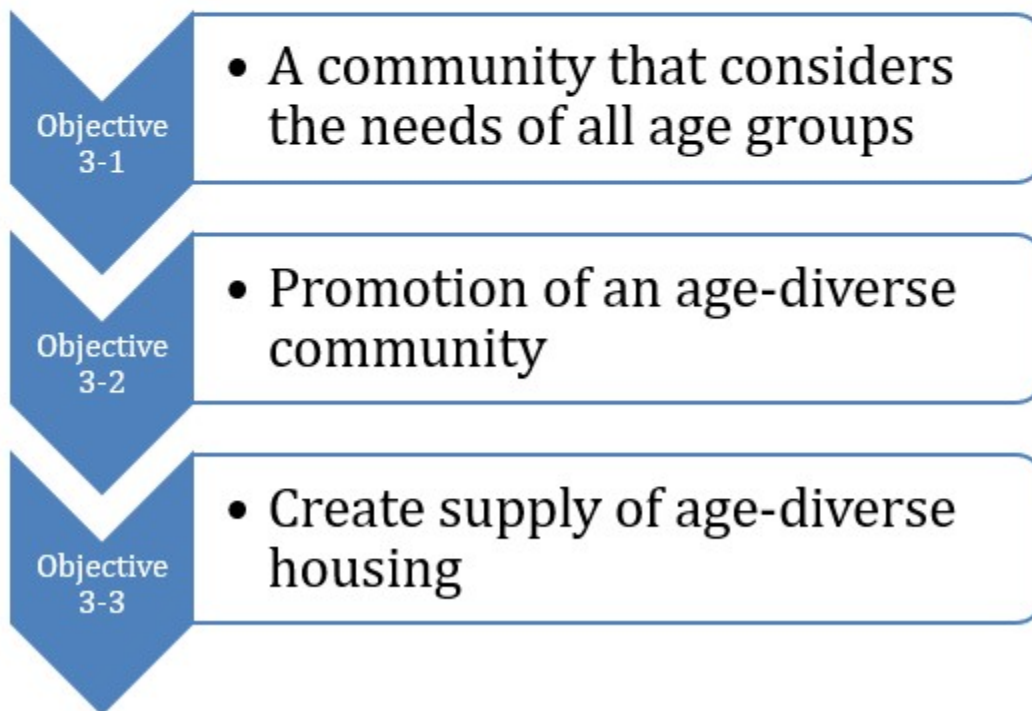 Objective
3-1
• A community that considers
the needs of all age groups
Objective
3-2
• Promotion of an age-diverse
community
Objective
3-3
• Create supply of age-diverse
housing